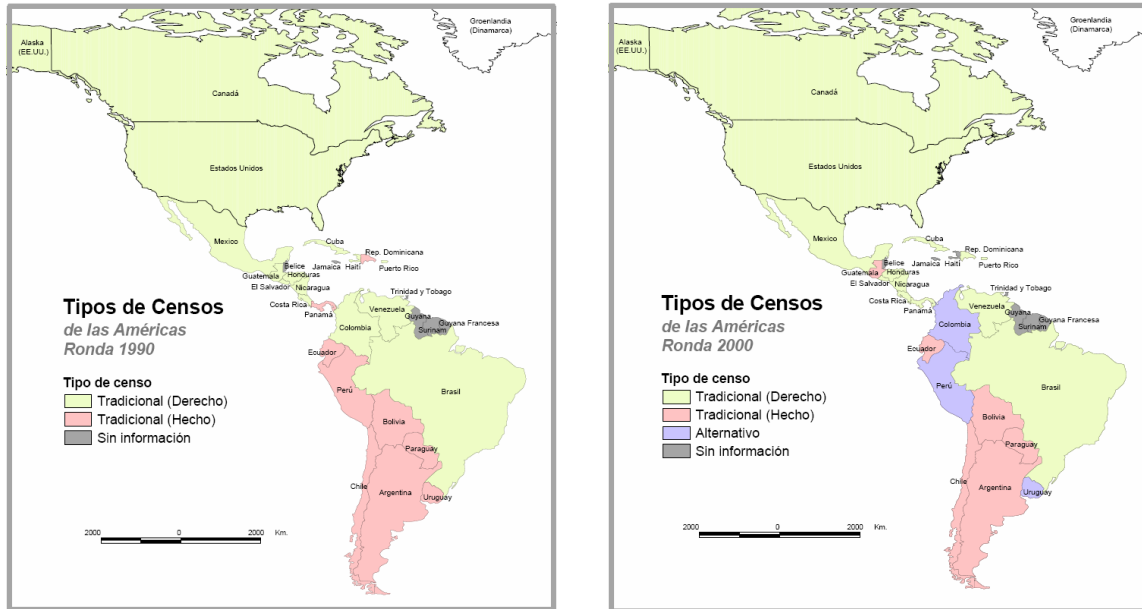 Groenlandia
(Dinamarca)
Alaska
(EE.UU.)
Canadá
Estados Unidos
Mexico
Cuba
Rep. Dominicana
Belice
Jamaica
Haití
Puerto Rico
Guatemala
Honduras
El Salvador
Nicaragua
Trinidad y Tobago
Costa Rica
Panamá
Venezuela
Guyana
Guyana Francesa
Surinam
Colombia
Ecuador
Perú
Brasil
Bolivia
Paraguay
Chile
Argentina
Uruguay
Tipos de Censos
de las Américas
Ronda 1990
Tipo de censo
Tradicional (Derecho)
Tradicional (Hecho)
Sin información
2000 0 2000 Km.
Groenlandia
(Dinamarca)
Alaska
(EE.UU.)
Canadá
Estados Unidos
Mexico
Cuba
Rep. Dominicana
Belice
Jamaica
Haití
Puerto Rico
Guatemala
Honduras
El Salvador
Nicaragua
Trinidad y Tobago
Costa Rica
Panamá
Venezuela
Guyana
Guyana Francesa
Surinam
Colombia
Ecuador
Perú
Brasil
Bolivia
Paraguay
Chile
Argentina
Uruguay
Tipos de Censos
de las Américas
Ronda 2000
Tipo de censo
Tradicional (Derecho)
Tradicional (Hecho)
Alternativo
Sin información
2000 0 2000 Km.